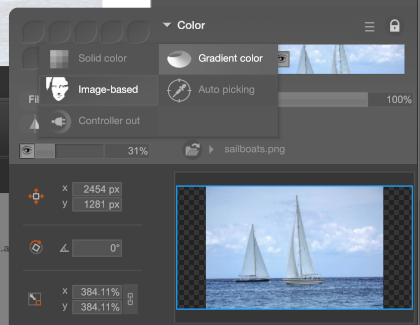 Color
Solid color
Gradient color
Image-based
Auto picking
Fil
100%
Controller out
31%
sailboats.png
x 2454 px
y 1281 px
.a
0°
x 384.11%
y 384.11%